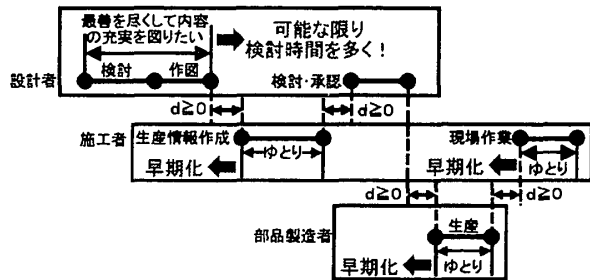 最善を尽くして内容
の充実を図りたい
可能な限り
検討時間を多く！
検討
作図
検討・承認
設計者
d≧0
d≧0
施工者
生産情報作成
現場作業
早期化
ゆとり
早期化
ゆとり
d≧0
d≧0
部品製造者
生産
早期化
ゆとり